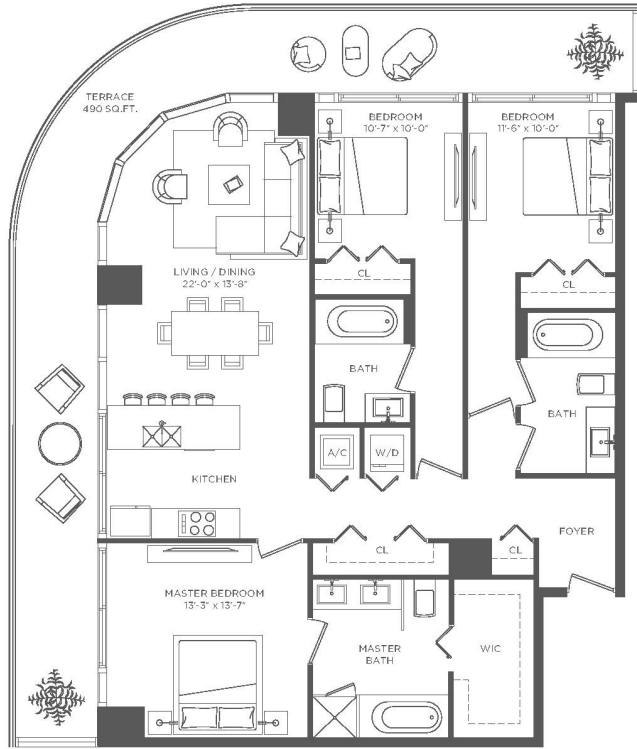 TERRACE
490 SQ.FT.
BEDROOM
10'-7" x 10'-0"
BEDROOM
11'-6" x 10'-0"
CL
CL
LIVING / DINING
22'-0" x 13'-8"
BATH
BATH
A/C
W/D
KITCHEN
FOYER
CL
CL
MASTER BEDROOM
13'-3" x 13'-7"
MASTER
BATH
WIC